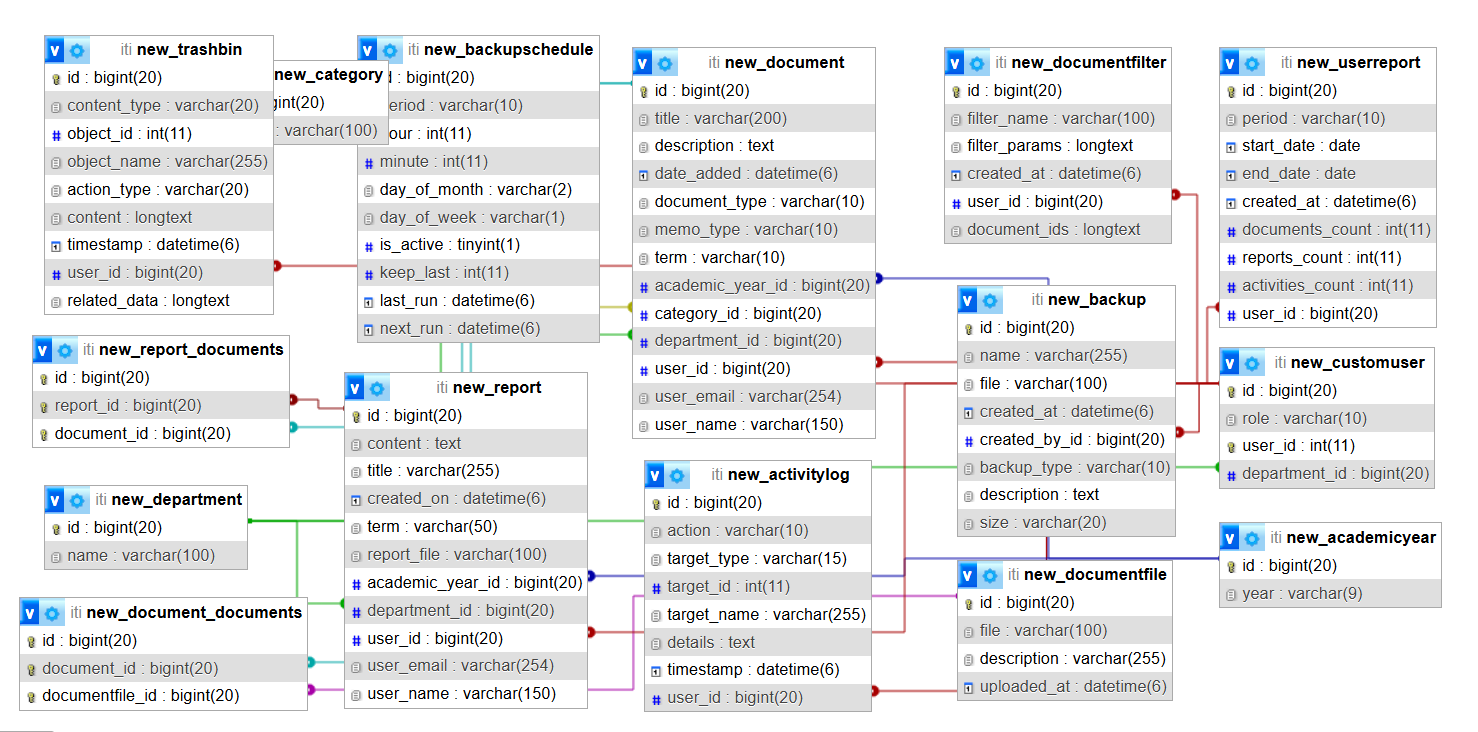 v iti new_trashbin
id : bigint(20)
content_type : varchar(20)
object_id : int(11)
object_name : varchar(255)
action_type : varchar(20)
content : longtext
timestamp : datetime(6)
user_id : bigint(20)
related_data : longtext
new_category
gint(20)
: varchar(100)
v iti new_backupschedule
d : bigint(20)
eriod : varchar(10)
our : int(11)
minute : int(11)
day_of_month : varchar(2)
day_of_week : varchar(1)
is_active : tinyint(1)
keep_last : int(11)
last_run : datetime(6)
next_run : datetime(6)
v iti new_document
id : bigint(20)
title : varchar(200)
description : text
date_added : datetime(6)
document_type : varchar(10)
memo_type : varchar(10)
term : varchar(10)
academic_year_id : bigint(20)
category_id : bigint(20)
department_id : bigint(20)
user_id : bigint(20)
user_email : varchar(254)
user_name : varchar(150)
v iti new_documentfilter
id : bigint(20)
filter_name : varchar(100)
filter_params : longtext
created_at : datetime(6)
user_id : bigint(20)
document_ids : longtext
v iti new_userreport
id : bigint(20)
period : varchar(10)
start_date : date
end_date : date
created_at : datetime(6)
documents_count : int(11)
reports_count : int(11)
activities_count : int(11)
user_id : bigint(20)
v iti new_report_documents
id : bigint(20)
report_id : bigint(20)
document_id : bigint(20)
v iti new_report
id : bigint(20)
content : text
title : varchar(255)
created_on : datetime(6)
term : varchar(50)
report_file : varchar(100)
academic_year_id : bigint(20)
department_id : bigint(20)
user_id : bigint(20)
user_email : varchar(254)
user_name : varchar(150)
v iti new_backup
id : bigint(20)
name : varchar(255)
file : varchar(100)
created_at : datetime(6)
created_by_id : bigint(20)
backup_type : varchar(10)
description : text
size : varchar(20)
v iti new_customuser
id : bigint(20)
role : varchar(10)
user_id : int(11)
department_id : bigint(20)
v iti new_department
id : bigint(20)
name : varchar(100)
v iti new_activitylog
id : bigint(20)
action : varchar(10)
target_type : varchar(15)
target_id : int(11)
target_name : varchar(255)
details : text
timestamp : datetime(6)
user_id : bigint(20)
v iti new_academicyear
id : bigint(20)
year : varchar(9)
v iti new_document_documents
id : bigint(20)
document_id : bigint(20)
documentfile_id : bigint(20)
v iti new_documentfile
id : bigint(20)
file : varchar(100)
description : varchar(255)
uploaded_at : datetime(6)